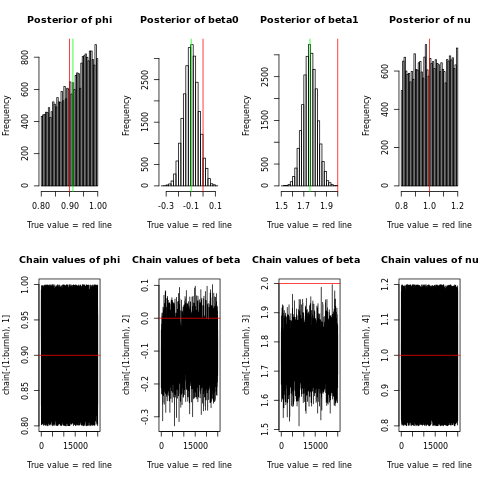 Posterior of phi Posterior of beta0 Posterior of beta1 Posterior of nu
Frequency
0 200 400 600 800
0.80 0.90 1.00
True value = red line
Frequency
0 1500 2500
-0.3 -0.1 0.1
True value = red line
Frequency
0 500 1500 2500
1.5 1.7 1.9
True value = red line
Frequency
0 200 400 600
0.8 1.0 1.2
True value = red line
Chain values of phi Chain values of beta Chain values of beta Chain values of nu
chain[-(1:burnIn), 1]
0.80 0.85 0.90 0.95 1.00
0 15000
True value = red line
chain[-(1:burnIn), 2]
-0.3 -0.2 -0.1 0.0 0.1
0 15000
True value = red line
chain[-(1:burnIn), 3]
1.5 1.6 1.7 1.8 1.9 2.0
0 15000
True value = red line
chain[-(1:burnIn), 4]
0.8 0.9 1.0 1.1 1.2
0 15000
True value = red line